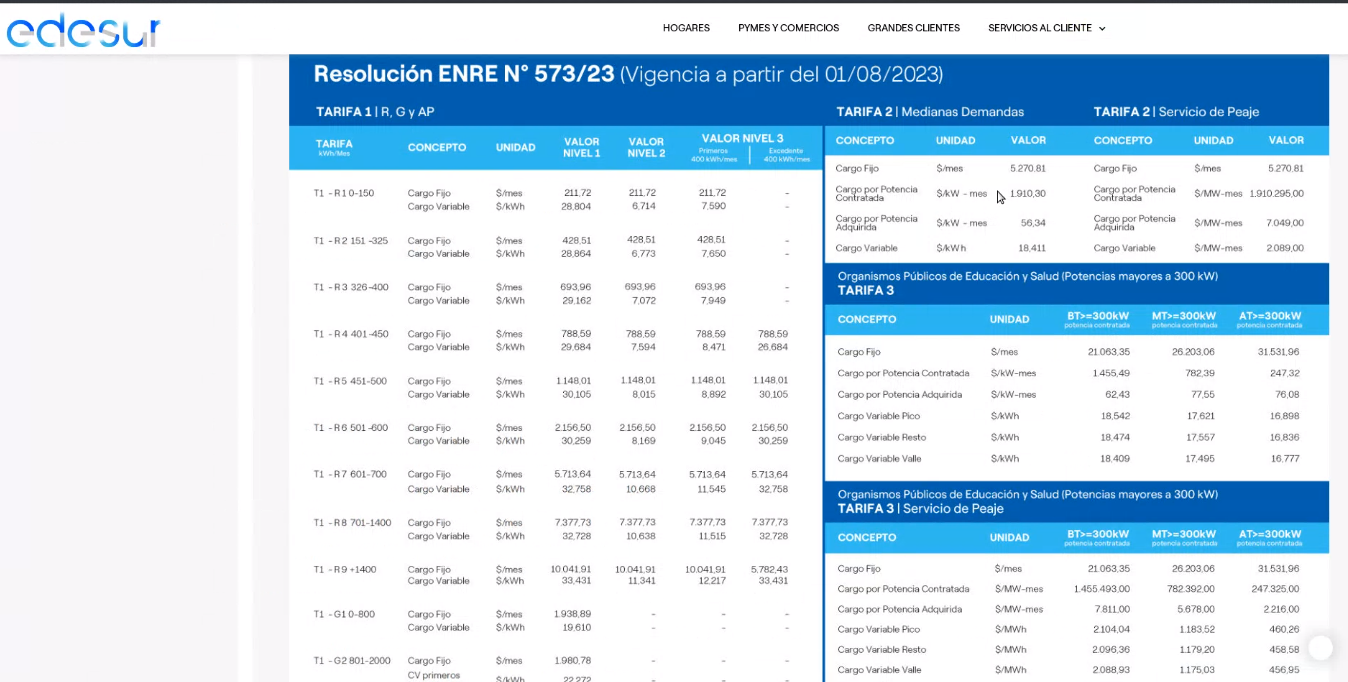 edesur
HOGARES PYMES Y COMERCIOS GRANDES CLIENTES SERVICIOS AL CLIENTE
Resolución ENRE N° 573/23 (Vigencia a partir del 01/08/2023)
TARIFA 1 | R, G y AP
TARIFA kWh/Mes CONCEPTO UNIDAD VALOR NIVEL 1 VALOR NIVEL 2 VALOR NIVEL 3
Primeros 400 kWh/mes Excedente 400 kWh/mes
T1 - R1 0-150 Cargo Fijo $/mes 211,72 211,72 211,72 -
Cargo Variable $/kWh 28,804 6,714 7,590 -
T1 - R2 151 -325 Cargo Fijo $/mes 428,51 428,51 428,51 -
Cargo Variable $/kWh 28,864 6,773 7,650 -
T1 - R3 326-400 Cargo Fijo $/mes 693,96 693,96 693,96 -
Cargo Variable $/kWh 29,162 7,072 7,949 -
T1 - R4 401-450 Cargo Fijo $/mes 788,59 788,59 788,59 788,59
Cargo Variable $/kWh 29,684 7,594 8,471 26,684
T1 - R5 451-500 Cargo Fijo $/mes 1.148,01 1.148,01 1.148,01 1.148,01
Cargo Variable $/kWh 30,105 8,015 8,892 30,105
T1 - R6 501-600 Cargo Fijo $/mes 2.156,50 2.156,50 2.156,50 2.156,50
Cargo Variable $/kWh 30,259 8,169 9,045 30,259
T1 - R7 601-700 Cargo Fijo $/mes 5.713,64 5.713,64 5.713,64 5.713,64
Cargo Variable $/kWh 32,758 10,668 11,545 32,758
T1 - R8 701-1400 Cargo Fijo $/mes 7.377,73 7.377,73 7.377,73 7.377,73
Cargo Variable $/kWh 32,728 10,638 11,515 32,728
T1 - R9 +1400 Cargo Fijo $/mes 10.041,91 10.041,91 10.041,91 5.782,43
Cargo Variable $/kWh 33,431 11,341 12,217 33,431
T1 - G1 0-800 Cargo Fijo $/mes 1.938,89 - - -
Cargo Variable $/kWh 19,610 - - -
T1 - G2 801-2000 Cargo Fijo $/mes 1.980,78 - - -
CV primeros $/kWh 22,272 - - -
TARIFA 2 | Medianas Demandas
CONCEPTO UNIDAD VALOR
Cargo Fijo $/mes 5.270,81
Cargo por Potencia Contratada $/kW - mes 1.910,30
Cargo por Potencia Adquirida $/kW - mes 56,34
Cargo Variable $/kWh 18,411
TARIFA 2 | Servicio de Peaje
CONCEPTO UNIDAD VALOR
Cargo Fijo $/mes 5.270,81
Cargo por Potencia Contratada $/MW-mes 1.910.295,00
Cargo por Potencia Adquirida $/MW-mes 7.049,00
Cargo Variable $/MW-mes 2.089,00
Organismos Públicos de Educación y Salud (Potencias mayores a 300 kW)
TARIFA 3
CONCEPTO UNIDAD BT>=300kW MT>=300kW AT>=300kW
potencia contratada potencia contratada potencia contratada
Cargo Fijo $/mes 21.063,35 26.203,06 31.531,96
Cargo por Potencia Contratada $/kW-mes 1.455,49 782,39 247,32
Cargo por Potencia Adquirida $/kW-mes 62,43 77,55 76,08
Cargo Variable Pico $/kWh 18,542 17,621 16,898
Cargo Variable Resto $/kWh 18,474 17,557 16,836
Cargo Variable Valle $/kWh 18,409 17,495 16,777
Organismos Públicos de Educación y Salud (Potencias mayores a 300 kW)
TARIFA 3 | Servicio de Peaje
CONCEPTO UNIDAD BT>=300kW MT>=300kW AT>=300kW
potencia contratada potencia contratada potencia contratada
Cargo Fijo $/mes 21.063,35 26.203,06 31.531,96
Cargo por Potencia Contratada $/MW-mes 1.455.493,00 782.392,00 247.325,00
Cargo por Potencia Adquirida $/MW-mes 7.811,00 5.678,00 2.216,00
Cargo Variable Pico $/MWh 2.104,04 1.183,52 460,26
Cargo Variable Resto $/MWh 2.096,36 1.179,20 458,58
Cargo Variable Valle $/MWh 2.088,93 1.175,03 456,95